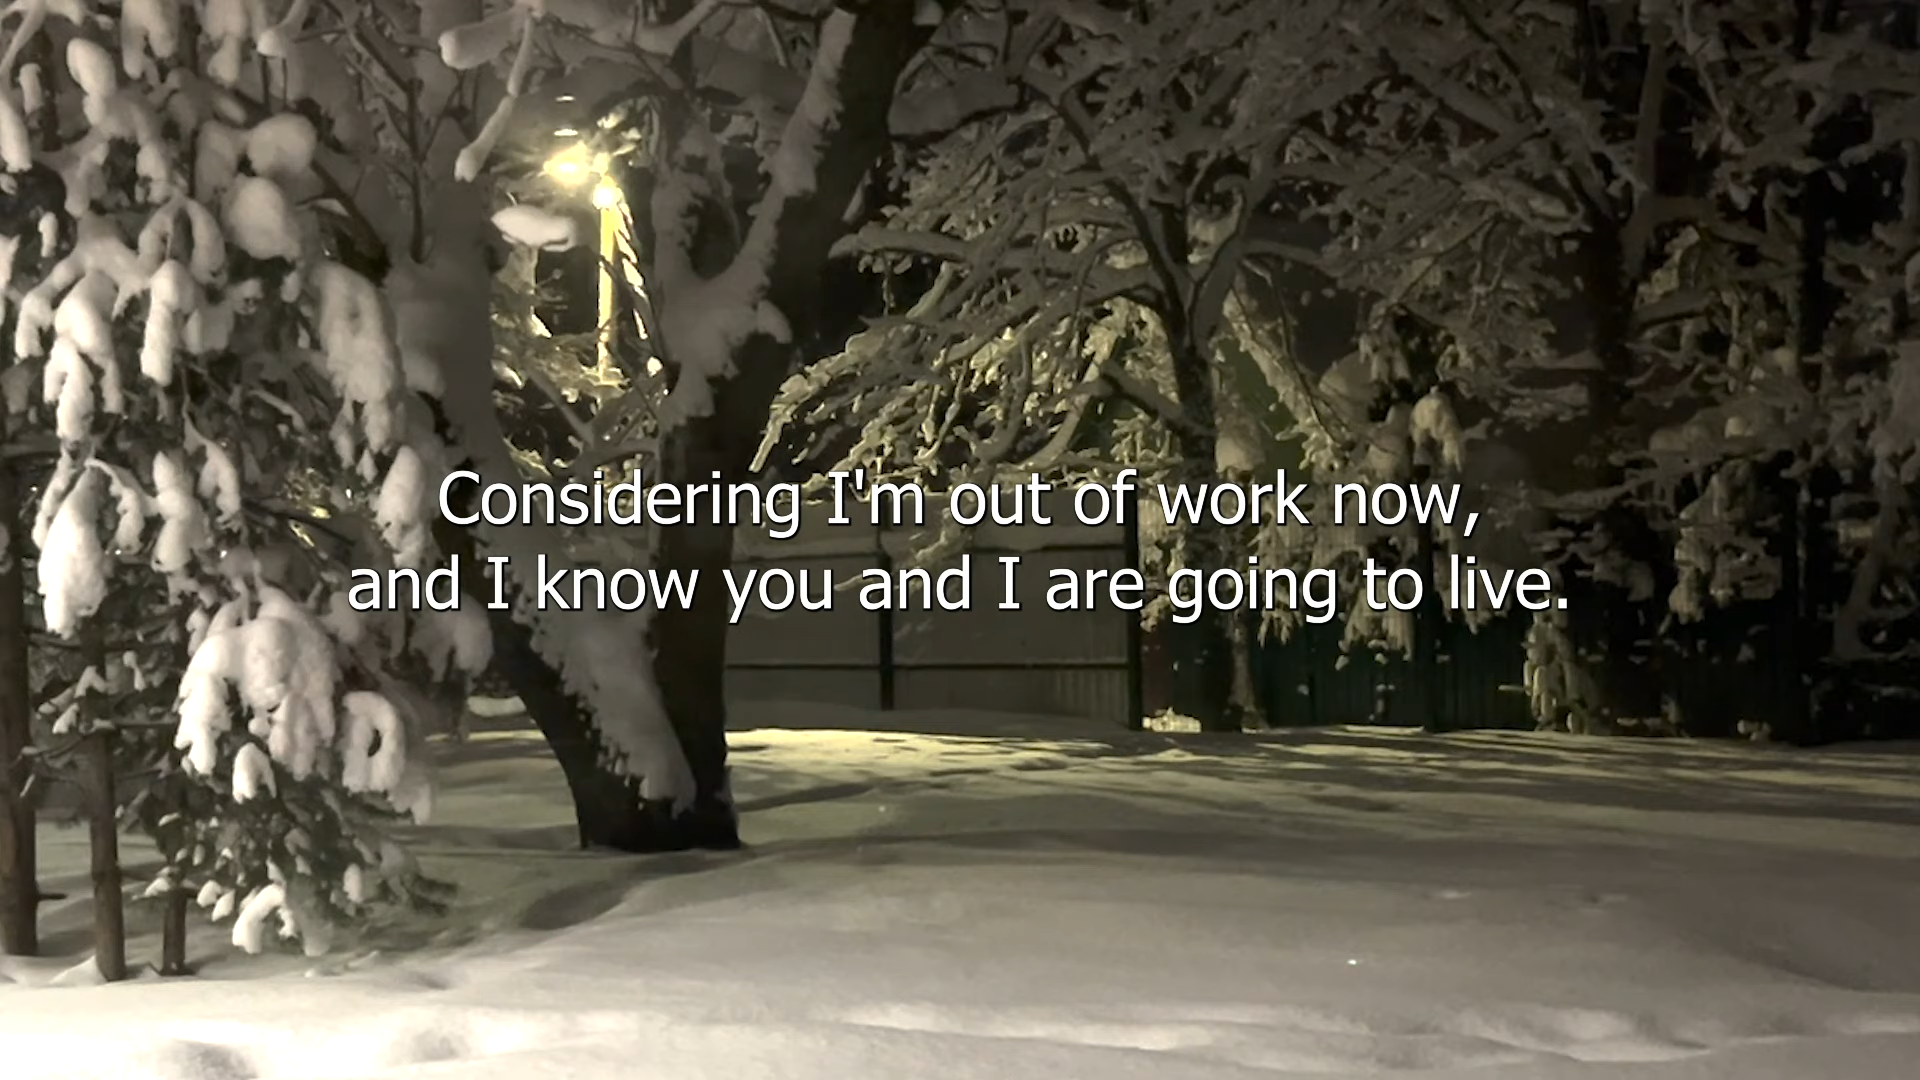 Considering I'm out of work now,
and I know you and I are going to live.